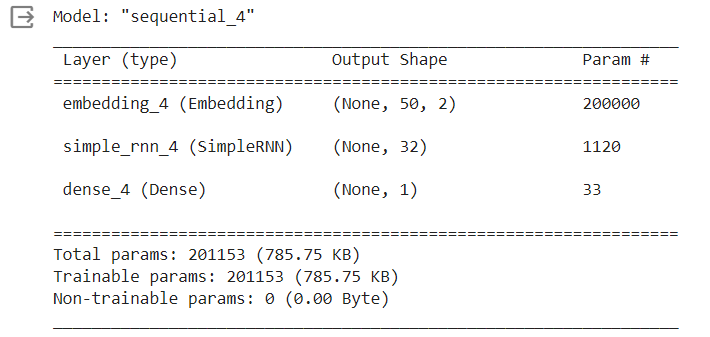 Model: "sequential_4"
Layer (type) Output Shape Param #
embedding_4 (Embedding) (None, 50, 2) 200000
simple_rnn_4 (SimpleRNN) (None, 32) 1120
dense_4 (Dense) (None, 1) 33
Total params: 201153 (785.75 KB)
Trainable params: 201153 (785.75 KB)
Non-trainable params: 0 (0.00 Byte)